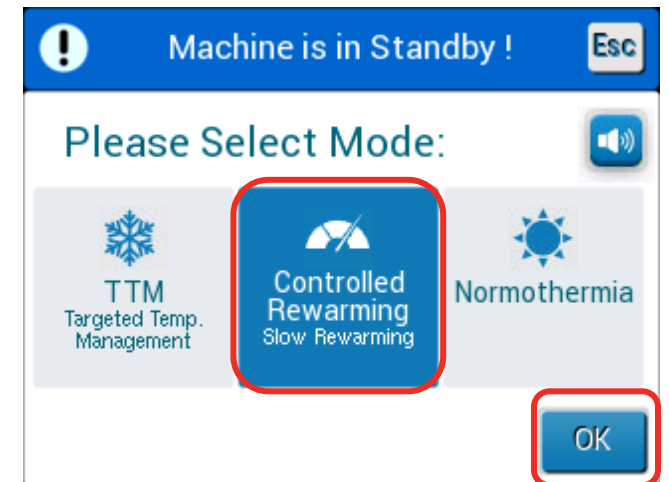 Machine is in Standby !
Esc
Please Select Mode:
TTM
Targeted Temp.
Management
Controlled
Rewarming
Slow Rewarming
Normothermia
OK